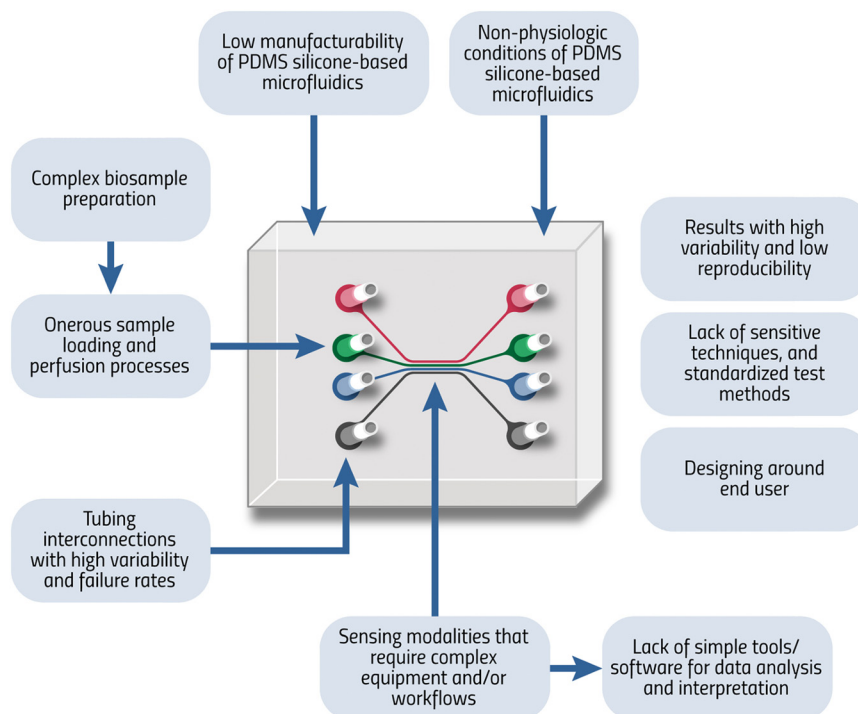 Low manufacturability
of PDMS silicone-based
microfluidics
Non-physiologic
conditions of PDMS
silicone-based
microfluidics
Complex biosample
preparation
Results with high
variability and low
reproducibility
Onerous sample
loading and
perfusion processes
Lack of sensitive
techniques, and
standardized test
methods
Designing around
end user
Tubing
interconnections
with high variability
and failure rates
Sensing modalities that
require complex
equipment and/or
workflows
Lack of simple tools/
software for data analysis
and interpretation